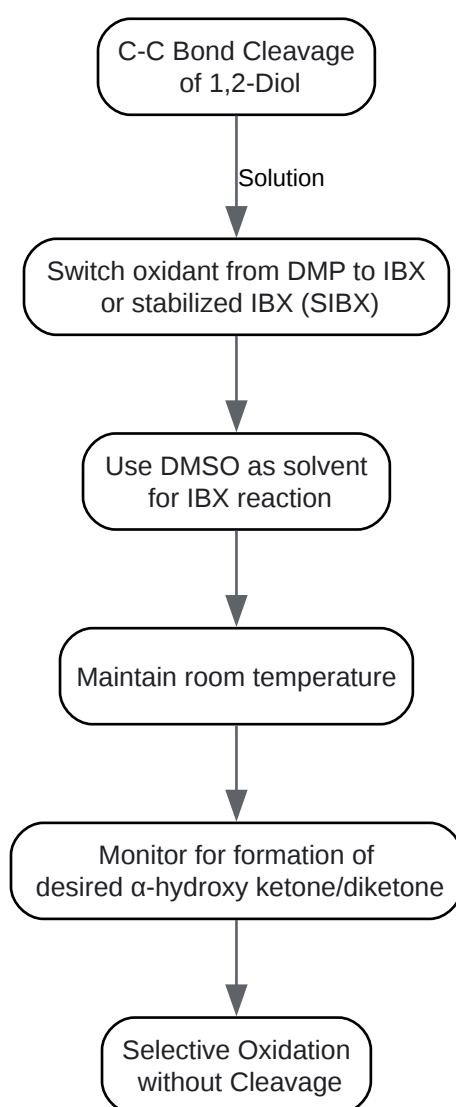 C-C Bond Cleavage
of 1,2-Diol
Solution
Switch oxidant from DMP to IBX
or stabilized IBX (SIBX)
Use DMSO as solvent
for IBX reaction
Maintain room temperature
Monitor for formation of
desired α-hydroxy ketone/diketone
Selective Oxidation
without Cleavage